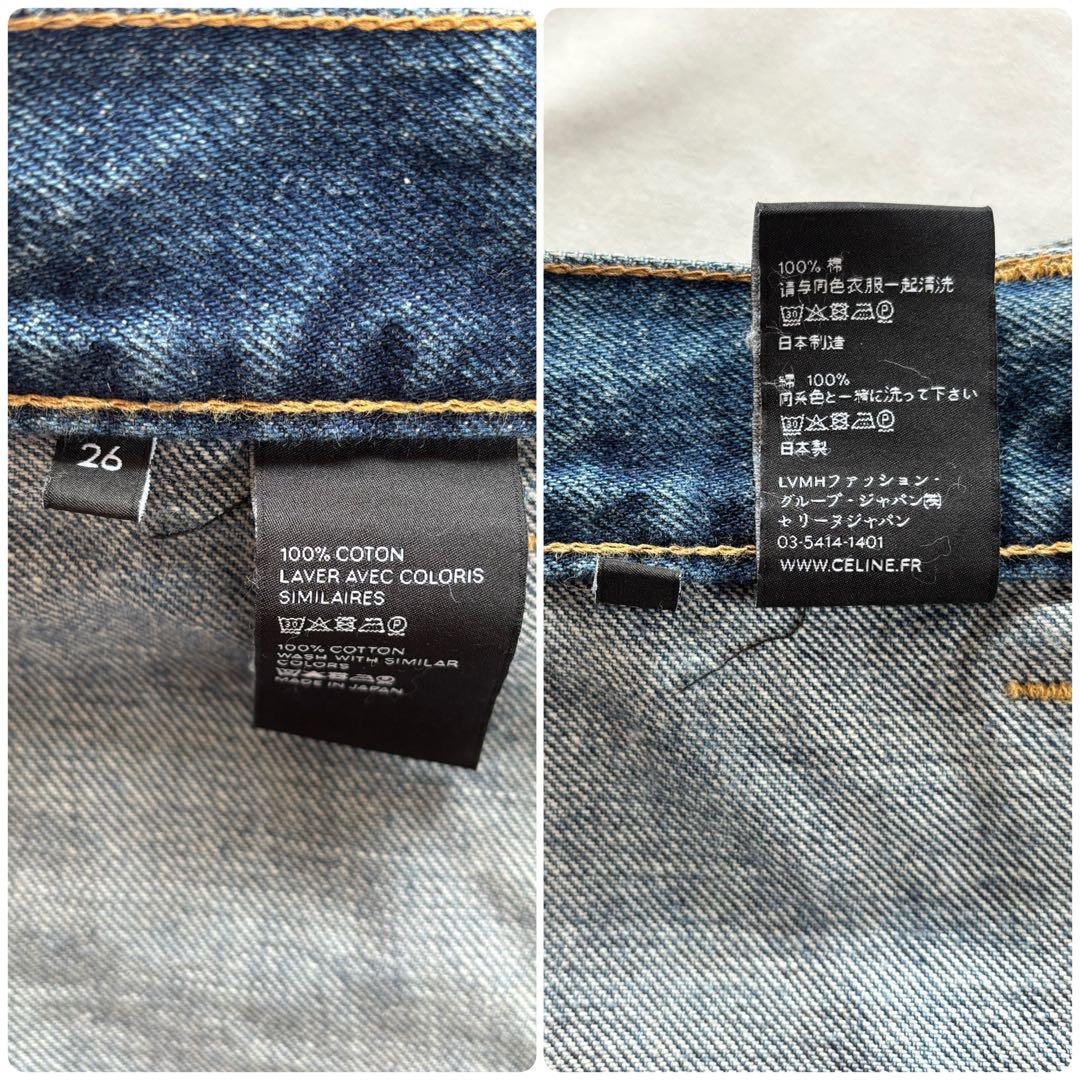 26
100% COTON
LAVER AVEC COLORIS
SIMILAIRES
30 P
100% COTTON
WASH WITH SIMILAR
COLORS
MADE IN JAPAN
100% 棉
请与同色衣服一起清洗
30 P
日本制造
綿 100%
同系色と一緒に洗って下さい
30 P
日本製
LVMHファッション・
グループ・ジャパン㈱
セリーヌジャパン
03-5414-1401
WWW.CELINE.FR